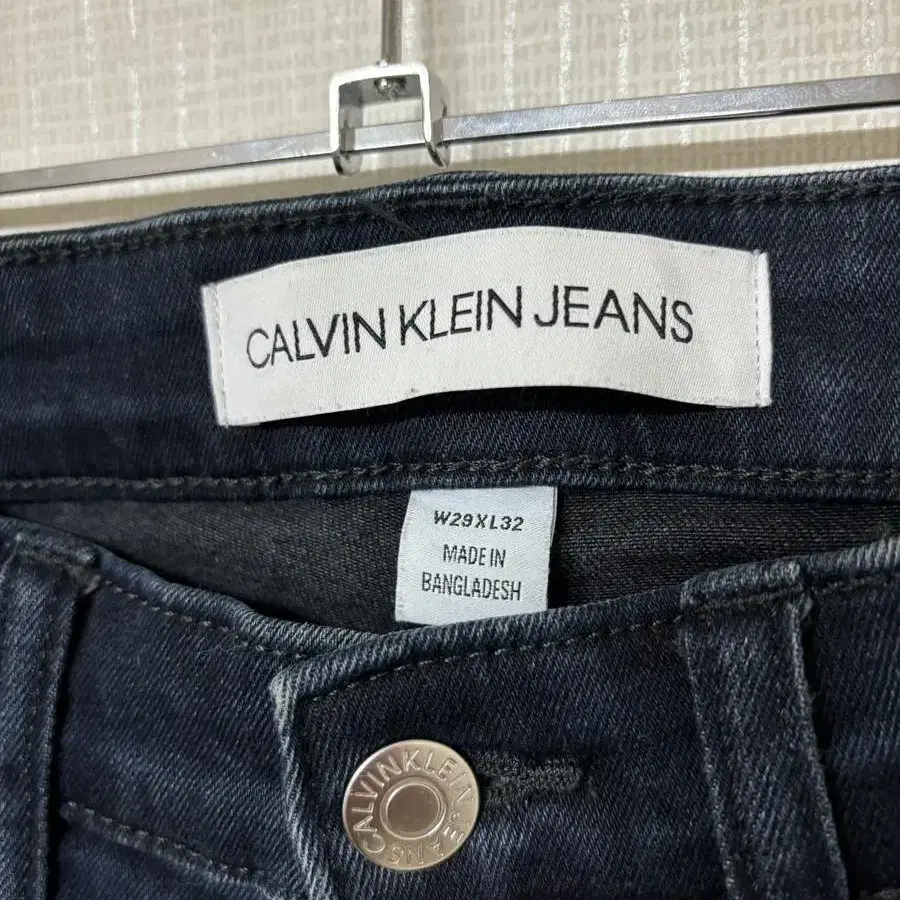 CALVIN KLEIN JEANS
W29XL32
MADE IN
BANGLADESH
CALVIN KLEIN JEANS